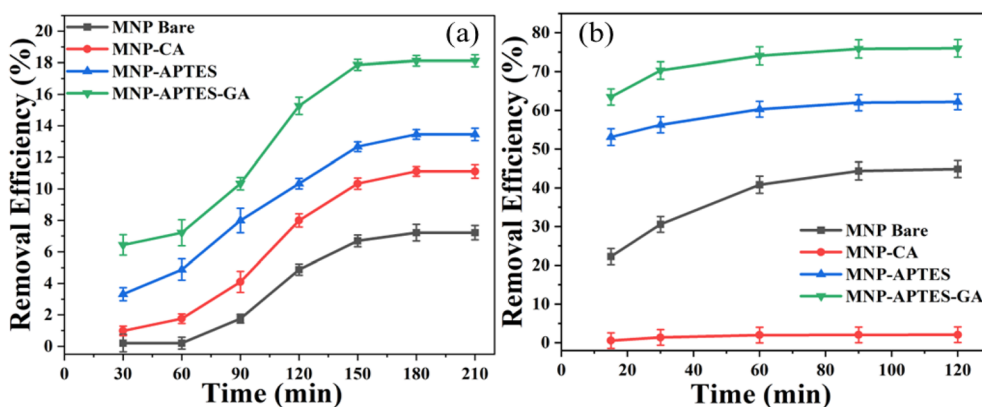 (a)
MNP Bare
MNP-CA
MNP-APTES
MNP-APTES-GA
Removal Efficiency (%)
20
18
16
14
12
10
8
6
4
2
0
0 30 60 90 120 150 180 210
Time (min)
(b)
Removal Efficiency (%)
80
70
60
50
40
30
20
10
0
MNP Bare
MNP-CA
MNP-APTES
MNP-APTES-GA
0 20 40 60 80 100 120
Time (min)